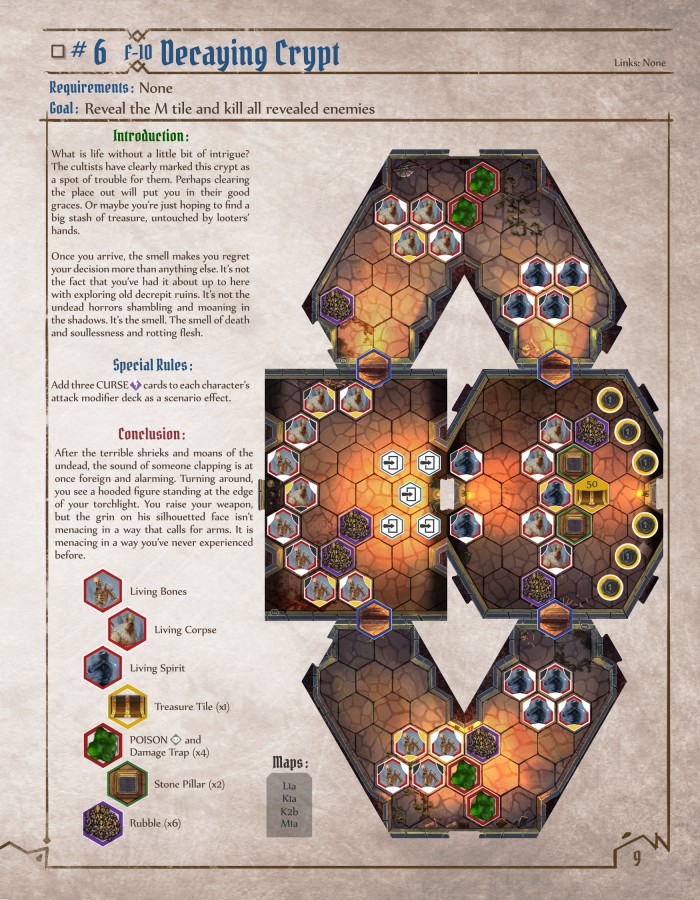 # 6 F-10 Decaying Crypt
Links: None
Requirements: None
Goal: Reveal the M tile and kill all revealed enemies
Introduction:
What is life without a little bit of intrigue?
The cultists have clearly marked this crypt as
a spot of trouble for them. Perhaps clearing
the place out will put you in their good
graces. Or maybe you're just hoping to find a
big stash of treasure, untouched by looters'
hands.
Once you arrive, the smell makes you regret
your decision more than anything else. It's not
the fact that you've had it about up to here
with exploring old decrepit ruins. It's not the
undead horrors shambling and moaning in
the shadows. It's the smell. The smell of death
and soullessness and rotting flesh.
Special Rules:
Add three CURSE cards to each character's
attack modifier deck as a scenario effect.
Conclusion:
After the terrible shrieks and moans of the
undead, the sound of someone clapping is at
once foreign and alarming. Turning around,
you see a hooded figure standing at the edge
of your torchlight. You raise your weapon,
but the grin on his silhouetted face isn't
menacing in a way that calls for arms. It is
menacing in a way you've never experienced
before.
Living Bones
Living Corpse
Living Spirit
Treasure Tile (x1)
POISON and
Damage Trap (x4)
Stone Pillar (x2)
Rubble (x6)
Maps:
L1a
K1a
K2b
M1a
50
1
1
1
1
1
1
9